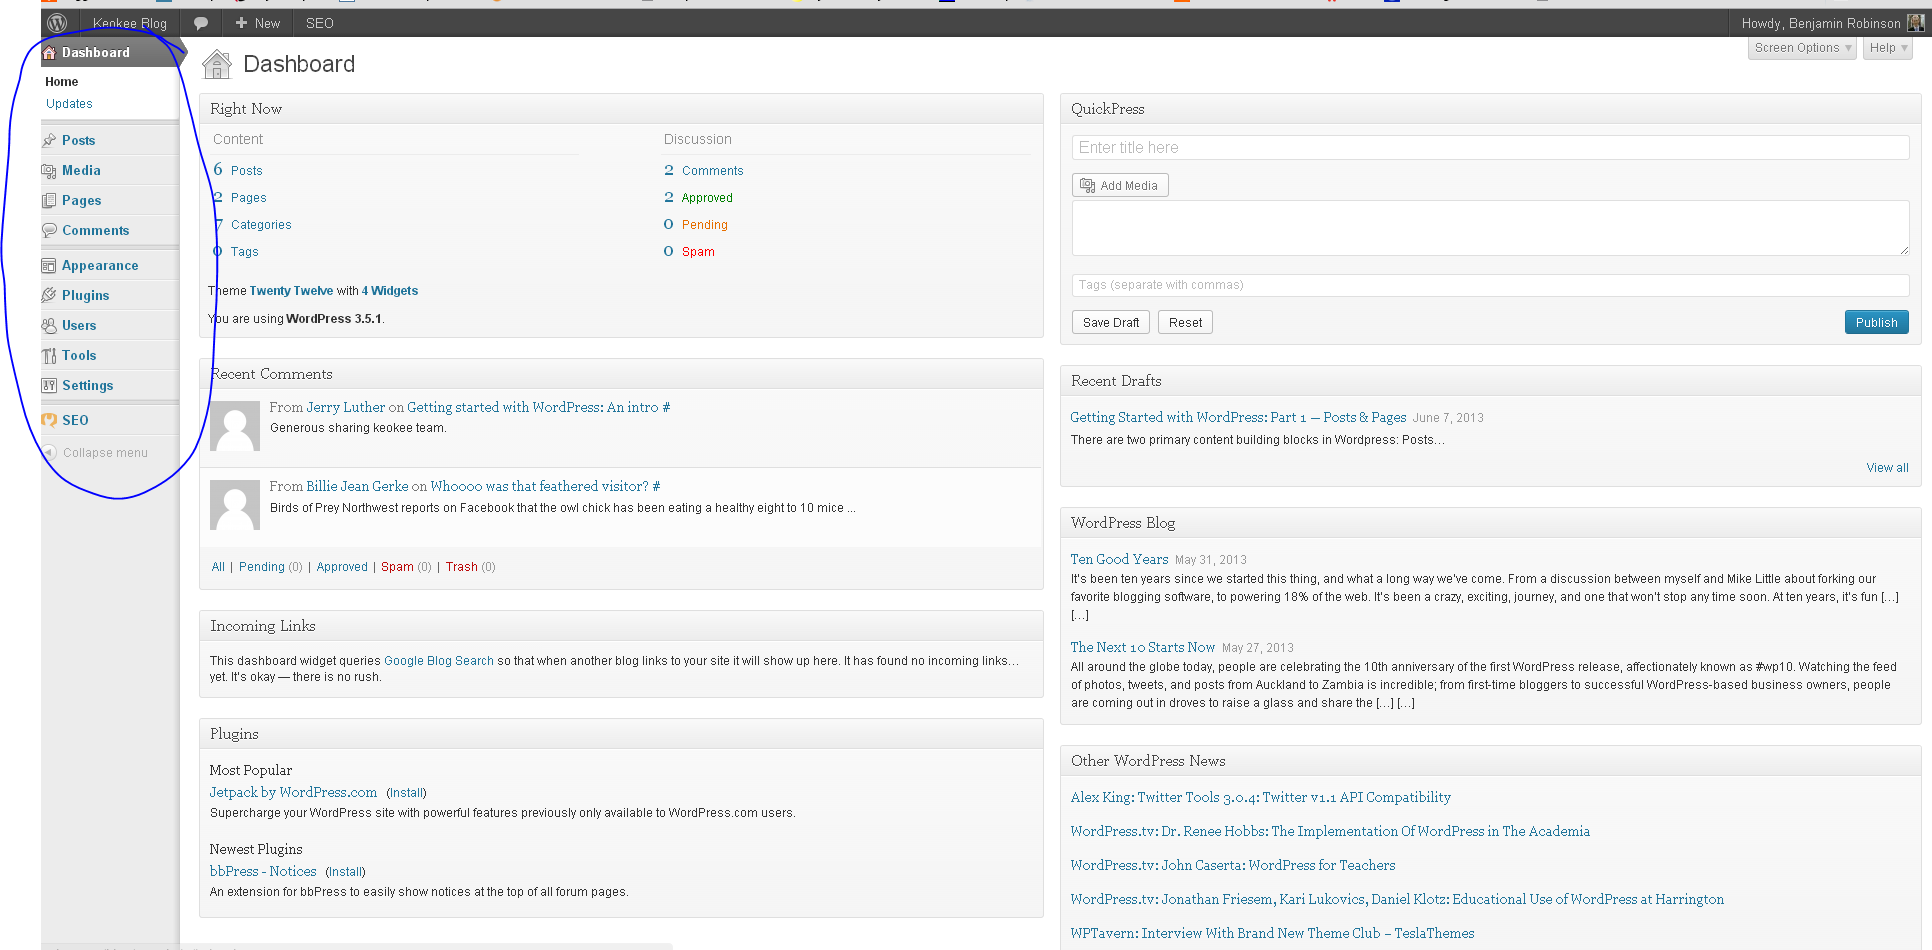 Keokee Blog
New
SEO
Howdy, Benjamin Robinson
Screen Options
Help
Dashboard
Home
Updates
Posts
Media
Pages
Comments
Appearance
Plugins
Users
Tools
Settings
SEO
Collapse menu
Dashboard
Right Now
Content
6 Posts
2 Pages
7 Categories
0 Tags
Discussion
2 Comments
2 Approved
0 Pending
0 Spam
Theme Twenty Twelve with 4 Widgets
You are using WordPress 3.5.1.
Recent Comments
From Jerry Luther on Getting started with WordPress: An intro #
Generous sharing keokee team.
From Billie Jean Gerke on Whoooo was that feathered visitor? #
Birds of Prey Northwest reports on Facebook that the owl chick has been eating a healthy eight to 10 mice ...
All | Pending (0) | Approved | Spam (0) | Trash (0)
Incoming Links
This dashboard widget queries Google Blog Search so that when another blog links to your site it will show up here. It has found no incoming links…
yet. It's okay — there is no rush.
Plugins
Most Popular
Jetpack by WordPress.com (Install)
Supercharge your WordPress site with powerful features previously only available to WordPress.com users.
Newest Plugins
bbPress - Notices (Install)
An extension for bbPress to easily show notices at the top of all forum pages.
QuickPress
Enter title here
Add Media
Tags (separate with commas)
Save Draft
Reset
Publish
Recent Drafts
Getting Started with WordPress: Part 1 – Posts & Pages June 7, 2013
There are two primary content building blocks in Wordpress: Posts…
View all
WordPress Blog
Ten Good Years May 31, 2013
It's been ten years since we started this thing, and what a long way we've come. From a discussion between myself and Mike Little about forking our
favorite blogging software, to powering 18% of the web. It's been a crazy, exciting, journey, and one that won't stop any time soon. At ten years, it's fun […]
[…]
The Next 10 Starts Now May 27, 2013
All around the globe today, people are celebrating the 10th anniversary of the first WordPress release, affectionately known as #wp10. Watching the feed
of photos, tweets, and posts from Auckland to Zambia is incredible; from first-time bloggers to successful WordPress-based business owners, people
are coming out in droves to raise a glass and share the […] […]
Other WordPress News
Alex King: Twitter Tools 3.0.4: Twitter v1.1 API Compatibility
WordPress.tv: Dr. Renee Hobbs: The Implementation Of WordPress in The Academia
WordPress.tv: John Caserta: WordPress for Teachers
WordPress.tv: Jonathan Friesem, Kari Lukovics, Daniel Klotz: Educational Use of WordPress at Harrington
WPTavern: Interview With Brand New Theme Club – TeslaThemes